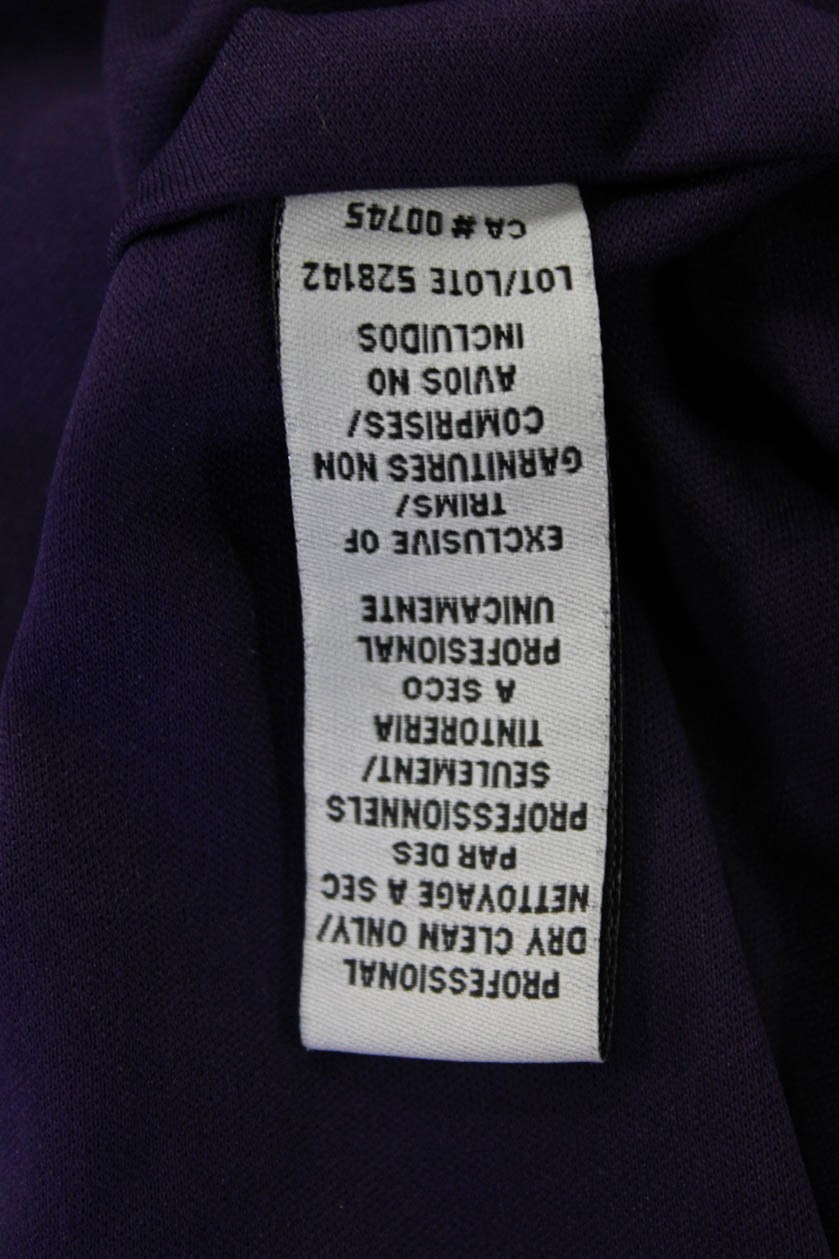 PROFESSIONAL
DRY CLEAN ONLY/
NETTOYAGE A SEC
PAR DES
PROFESSIONNELS
SEULEMENT/
TINTORERIA
A SECO
PROFESIONAL
UNICAMENTE
EXCLUSIVE OF
TRIMS/
GARNITURES NON
COMPRISES/
AVIOS NO
INCLUIDOS
LOT/LOTE 528142
CA # 00745